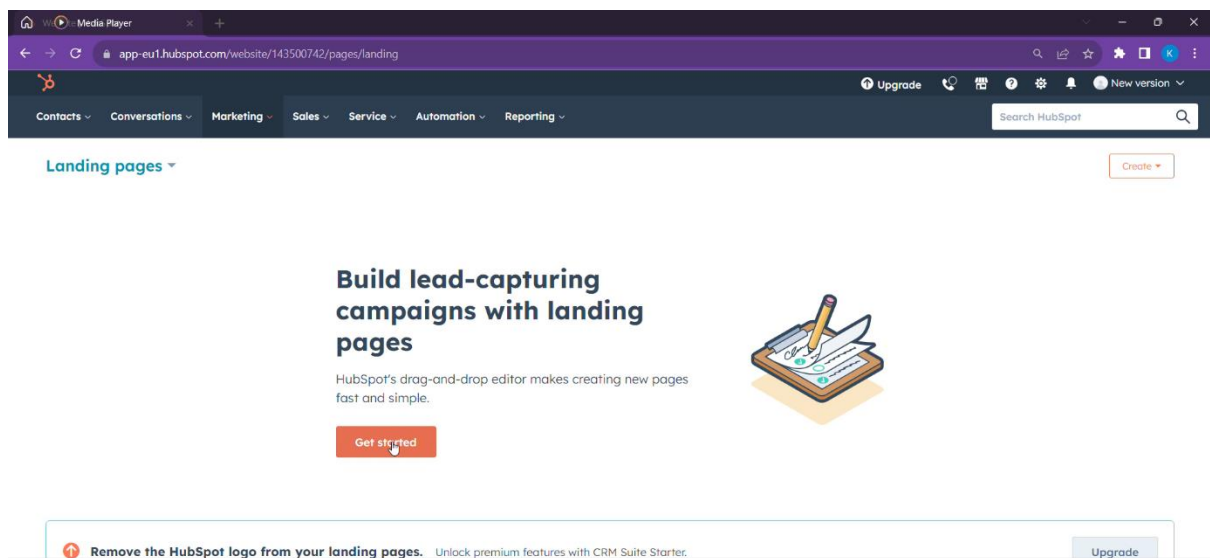 Media Player
app-eu1.hubspot.com/website/143500742/pages/landing
Upgrade New version
Contacts Conversations Marketing Sales Service Automation Reporting Search HubSpot
Landing pages Create
Build lead-capturing
campaigns with landing
pages
HubSpot's drag-and-drop editor makes creating new pages
fast and simple.
Get started
Remove the HubSpot logo from your landing pages. Unlock premium features with CRM Suite Starter. Upgrade